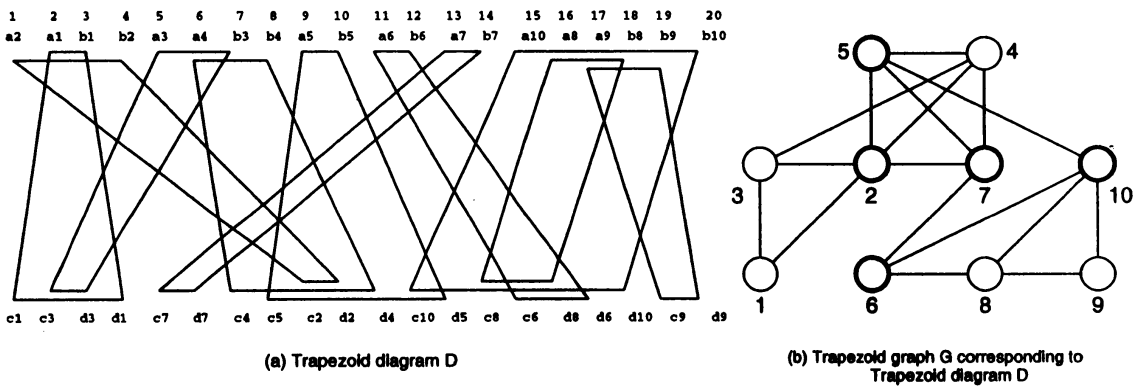 1 2 3 4 5 6 7 8 9 10 11 12 13 14 15 16 17 18 19 20
a2 a1 b1 b2 a3 a4 b3 b4 a5 b5 a6 b6 a7 b7 a10 a8 a9 b8 b9 b10
c1 c3 d3 d1 c7 d7 c4 c5 c2 d2 d4 c10 d5 c8 c6 d8 d6 d10 c9 d9
(a) Trapezoid diagram D
5 4
3 2 7 10
1 6 8 9
(b) Trapezoid graph G corresponding to
Trapezoid diagram D